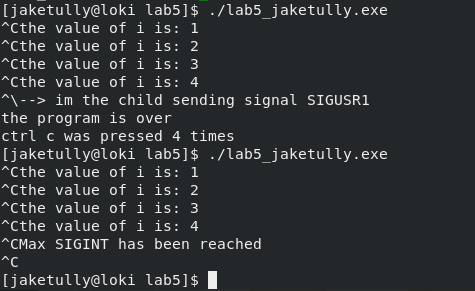 [jaketully@loki lab5]$ ./lab5_jaketully.exe
^Cthe value of i is: 1
^Cthe value of i is: 2
^Cthe value of i is: 3
^Cthe value of i is: 4
^\--> im the child sending signal SIGUSR1
the program is over
ctrl c was pressed 4 times
[jaketully@loki lab5]$ ./lab5_jaketully.exe
^Cthe value of i is: 1
^Cthe value of i is: 2
^Cthe value of i is: 3
^Cthe value of i is: 4
^CMax SIGINT has been reached
^C
[jaketully@loki lab5]$